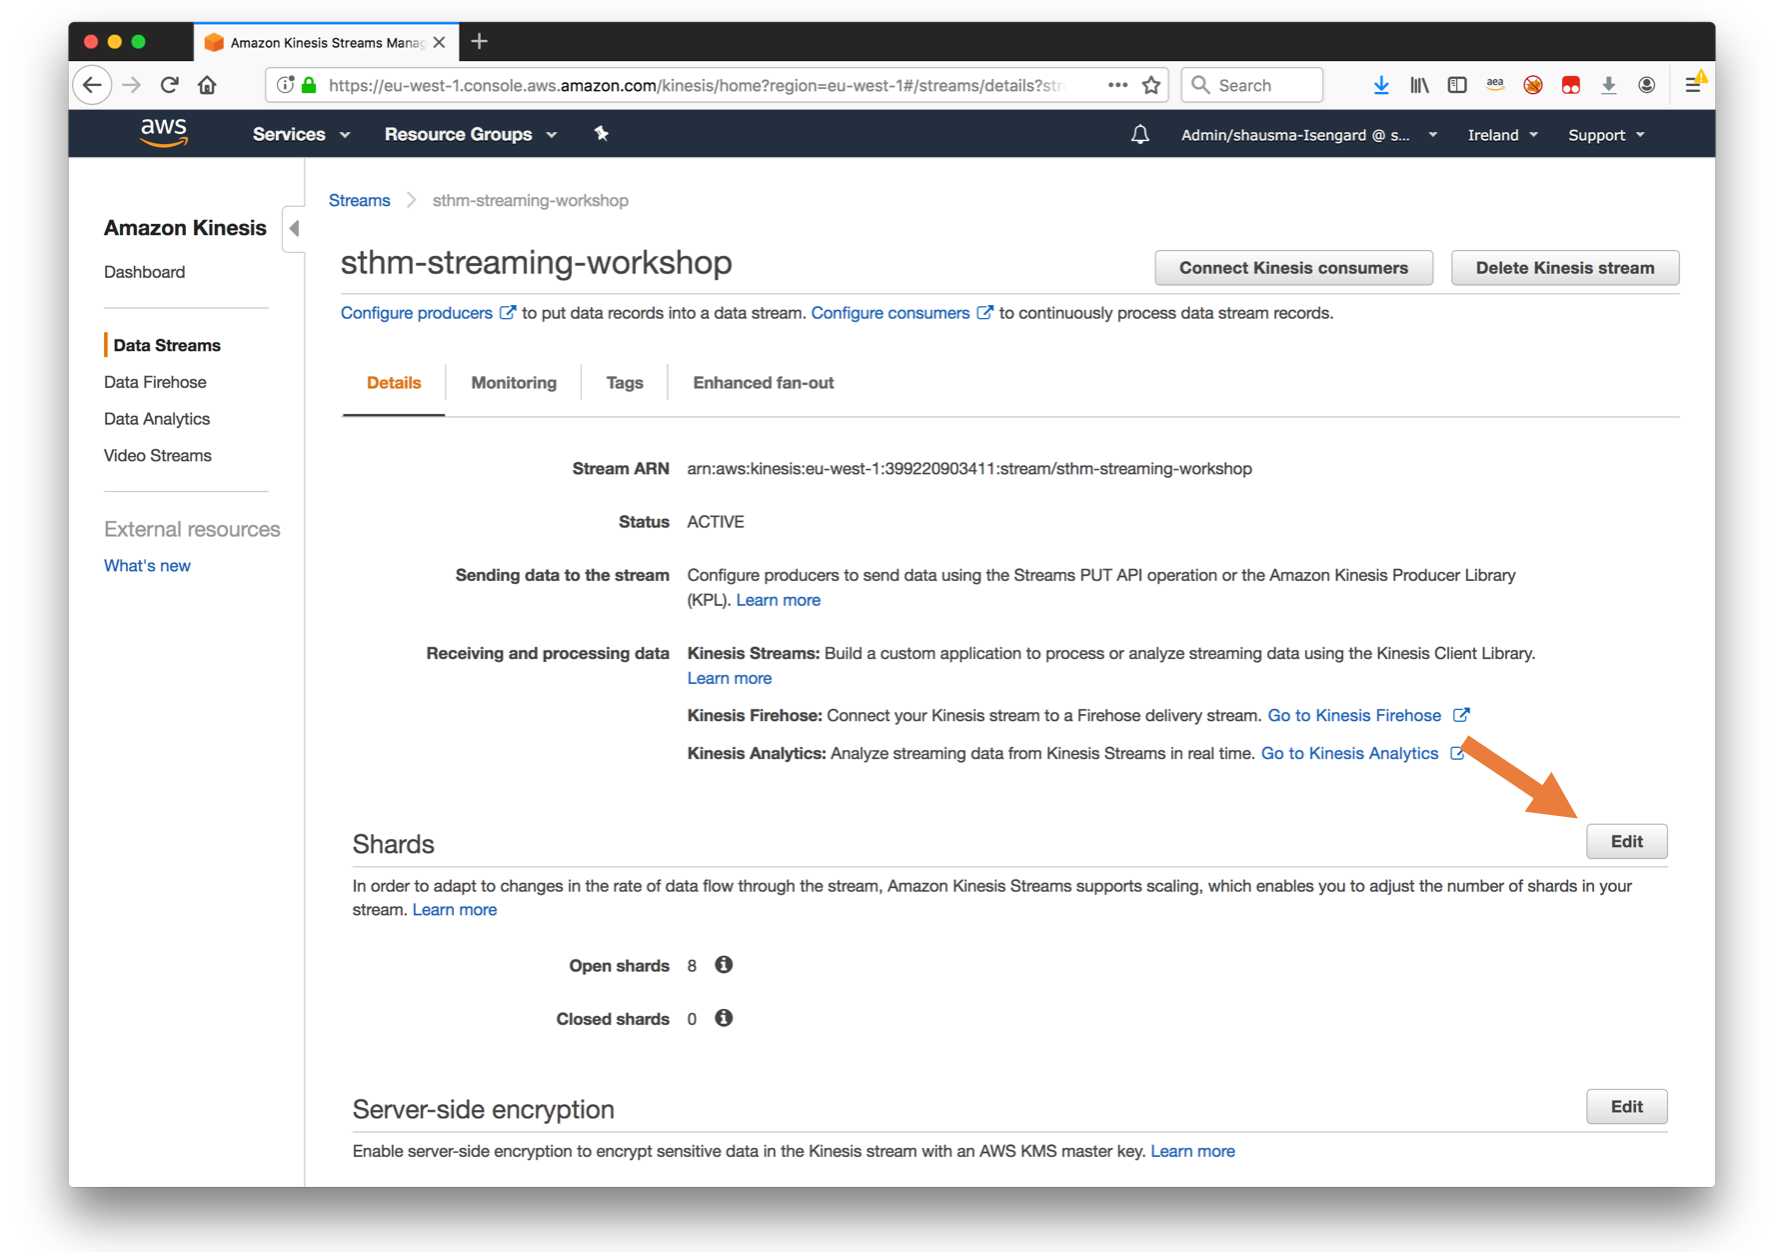 Amazon Kinesis Streams Manag
https://eu-west-1.console.aws.amazon.com/kinesis/home?region=eu-west-1#/streams/details?str
Search
aea
aws
Services
Resource Groups
Admin/shausma-Isengard @ s...
Ireland
Support
Streams
sthm-streaming-workshop
Amazon Kinesis
Dashboard
Data Streams
Data Firehose
Data Analytics
Video Streams
External resources
What's new
sthm-streaming-workshop
Connect Kinesis consumers
Delete Kinesis stream
Configure producers to put data records into a data stream. Configure consumers to continuously process data stream records.
Details
Monitoring
Tags
Enhanced fan-out
Stream ARN arn:aws:kinesis:eu-west-1:399220903411:stream/sthm-streaming-workshop
Status ACTIVE
Sending data to the stream Configure producers to send data using the Streams PUT API operation or the Amazon Kinesis Producer Library
(KPL). Learn more
Receiving and processing data Kinesis Streams: Build a custom application to process or analyze streaming data using the Kinesis Client Library.
Learn more
Kinesis Firehose: Connect your Kinesis stream to a Firehose delivery stream. Go to Kinesis Firehose
Kinesis Analytics: Analyze streaming data from Kinesis Streams in real time. Go to Kinesis Analytics
Shards
Edit
In order to adapt to changes in the rate of data flow through the stream, Amazon Kinesis Streams supports scaling, which enables you to adjust the number of shards in your
stream. Learn more
Open shards 8
Closed shards 0
Server-side encryption
Edit
Enable server-side encryption to encrypt sensitive data in the Kinesis stream with an AWS KMS master key. Learn more